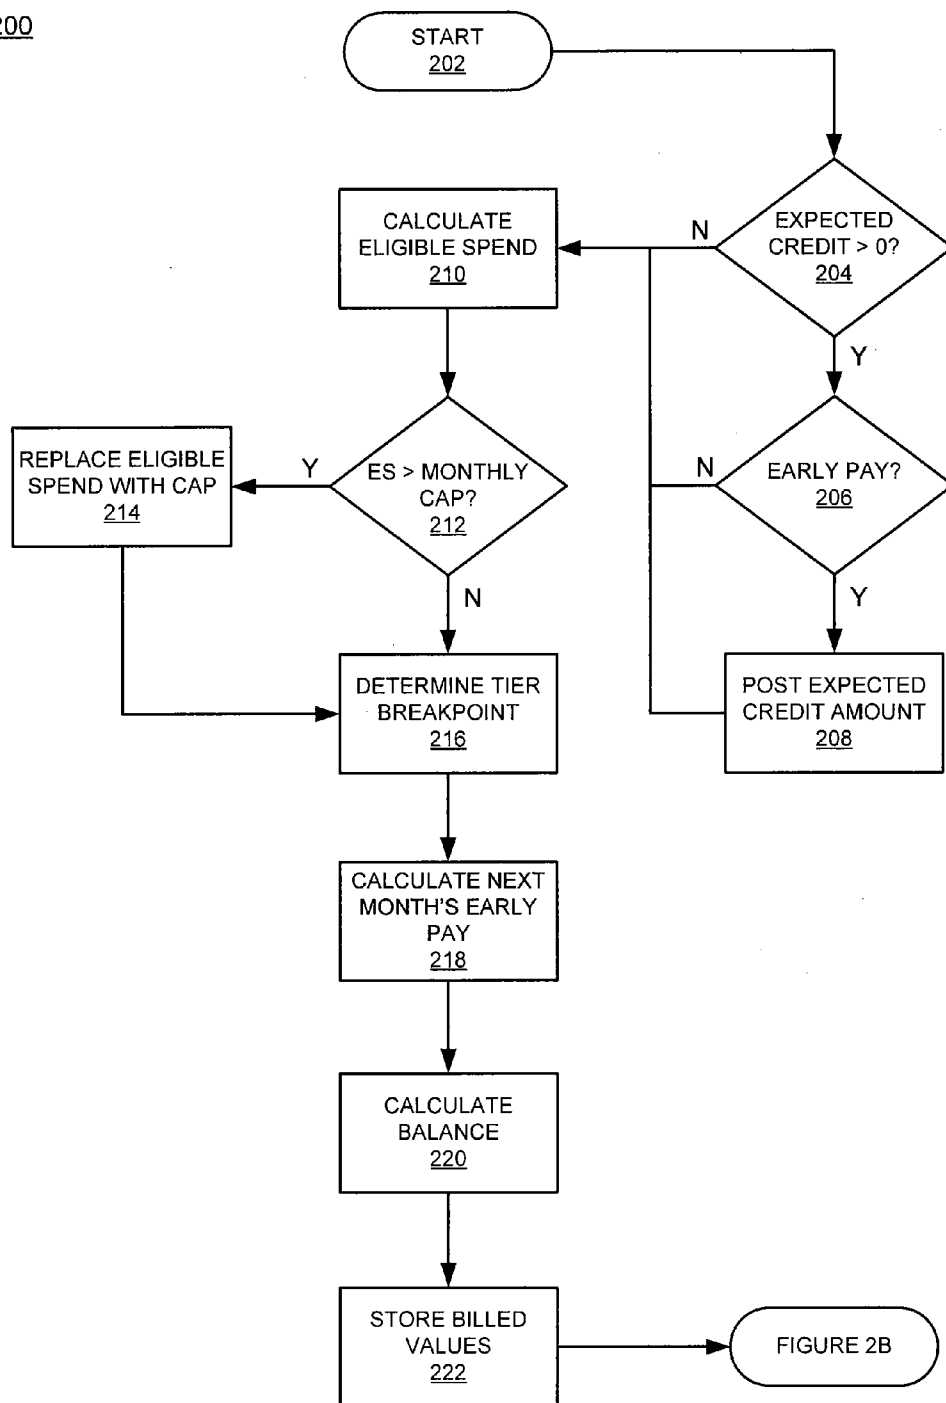 200
START
202
EXPECTED
CREDIT > 0?
204
N
Y
CALCULATE
ELIGIBLE SPEND
210
EARLY PAY?
206
N
Y
ES > MONTHLY
CAP?
212
Y
N
REPLACE ELIGIBLE
SPEND WITH CAP
214
POST EXPECTED
CREDIT AMOUNT
208
DETERMINE TIER
BREAKPOINT
216
CALCULATE NEXT
MONTH'S EARLY
PAY
218
CALCULATE
BALANCE
220
STORE BILLED
VALUES
222
FIGURE 2B